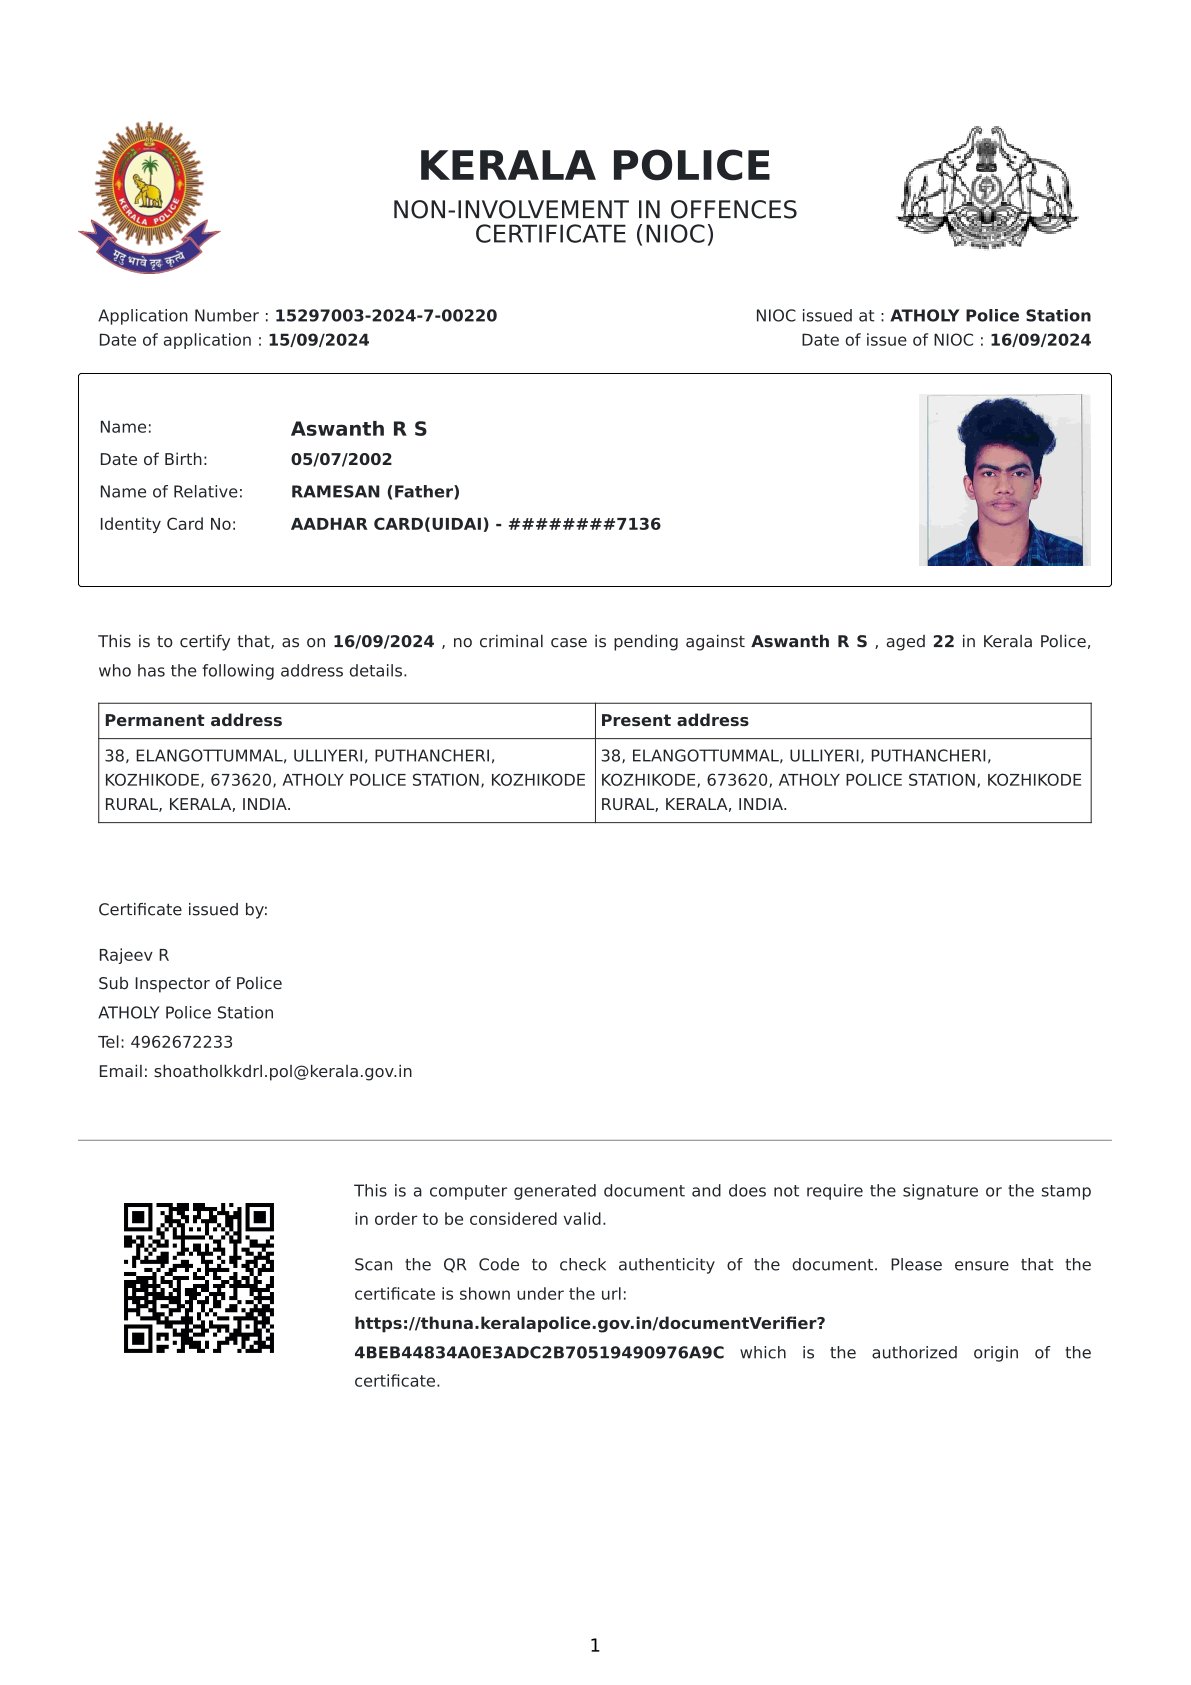 KERALA POLICE
NON-INVOLVEMENT IN OFFENCES
CERTIFICATE (NIOC)
KERALA POLICE
मृदु भावे दृढ कृत्ये
Application Number : 15297003-2024-7-00220
NIOC issued at : ATHOLY Police Station
Date of application : 15/09/2024
Date of issue of NIOC : 16/09/2024
Name: Aswanth R S
Date of Birth: 05/07/2002
Name of Relative: RAMESAN (Father)
Identity Card No: AADHAR CARD(UIDAI) - ########7136
This is to certify that, as on 16/09/2024 , no criminal case is pending against Aswanth R S , aged 22 in Kerala Police,
who has the following address details.
Permanent address
38, ELANGOTTUMMAL, ULLIYERI, PUTHANCHERI,
KOZHIKODE, 673620, ATHOLY POLICE STATION, KOZHIKODE
RURAL, KERALA, INDIA.
Present address
38, ELANGOTTUMMAL, ULLIYERI, PUTHANCHERI,
KOZHIKODE, 673620, ATHOLY POLICE STATION, KOZHIKODE
RURAL, KERALA, INDIA.
Certificate issued by:
Rajeev R
Sub Inspector of Police
ATHOLY Police Station
Tel: 4962672233
Email: shoatholkkdrl.pol@kerala.gov.in
This is a computer generated document and does not require the signature or the stamp
in order to be considered valid.
Scan the QR Code to check authenticity of the document. Please ensure that the
certificate is shown under the url:
https://thuna.keralapolice.gov.in/documentVerifier?
4BEB44834A0E3ADC2B70519490976A9C which is the authorized origin of the
certificate.
1